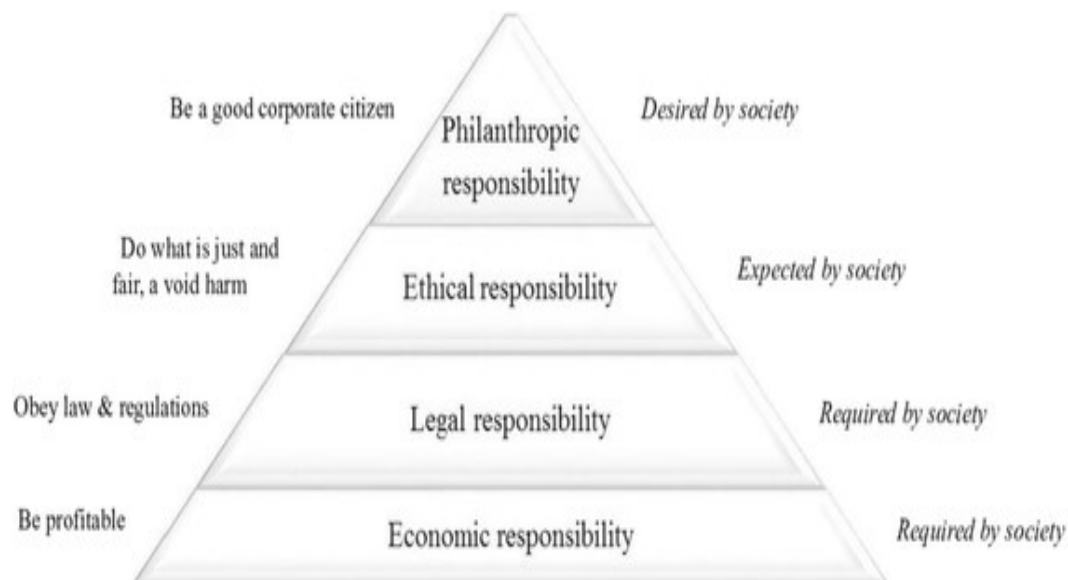 Be a good corporate citizen
Philanthropic
responsibility
Desired by society
Do what is just and
fair, a void harm
Ethical responsibility
Expected by society
Obey law & regulations
Legal responsibility
Required by society
Be profitable
Economic responsibility
Required by society